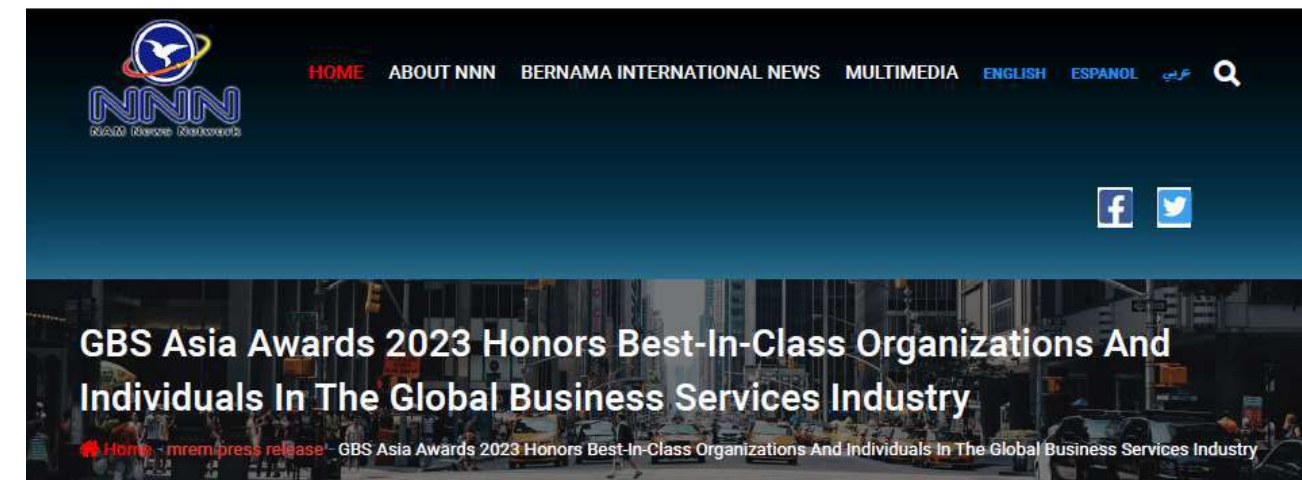 NNN
NAM News Network
HOME ABOUT NNN BERNAMA INTERNATIONAL NEWS MULTIMEDIA ENGLISH ESPANOL عربي
GBS Asia Awards 2023 Honors Best-In-Class Organizations And
Individuals In The Global Business Services Industry
Home - mrem press release - GBS Asia Awards 2023 Honors Best-In-Class Organizations And Individuals In The Global Business Services Industry